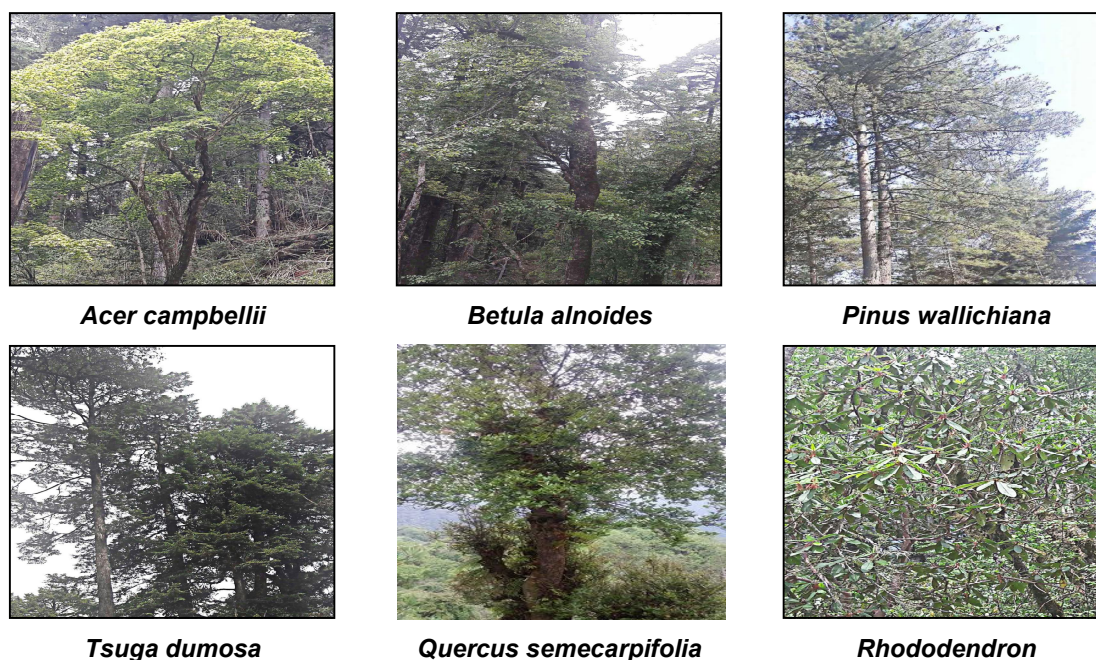 Acer campbellii
Betula alnoides
Pinus wallichiana
Tsuga dumosa
Quercus semecarpifolia
Rhododendron